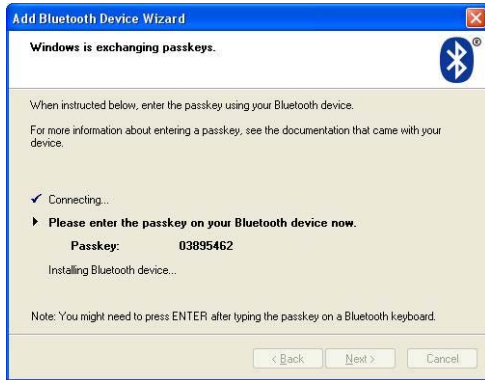 Add Bluetooth Device Wizard
Windows is exchanging passkeys.
®
When instructed below, enter the passkey using your Bluetooth device.
For more information about entering a passkey, see the documentation that came with your
device.
Connecting...
Please enter the passkey on your Bluetooth device now.
Passkey: 03895462
Installing Bluetooth device...
Note: You might need to press ENTER after typing the passkey on a Bluetooth keyboard.
< Back Next > Cancel